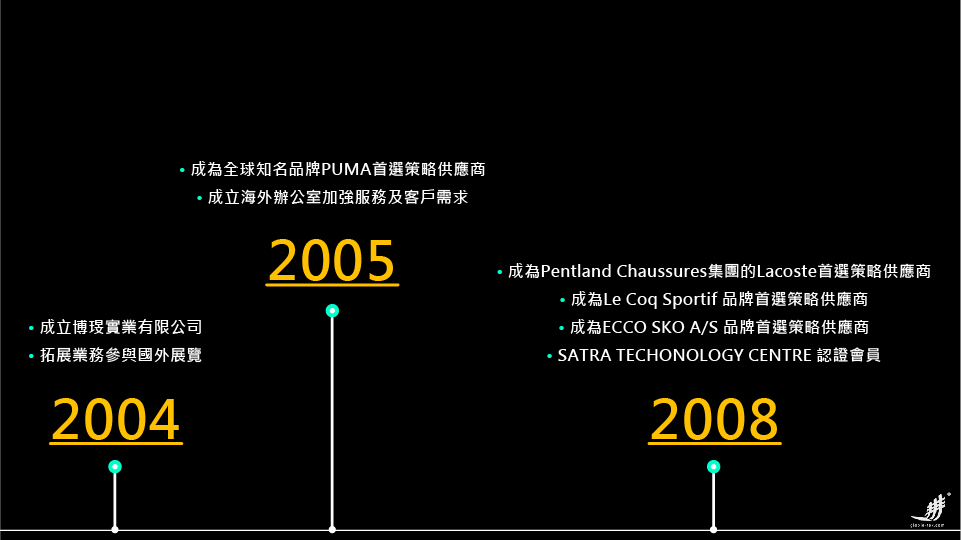 • 成為全球知名品牌PUMA首選策略供應商
• 成立海外辦公室加強服務及客戶需求
2005
• 成立博琝實業有限公司
• 拓展業務參與國外展覽
2004
• 成為Pentland Chaussures集團的Lacoste首選策略供應商
• 成為Le Coq Sportif 品牌首選策略供應商
• 成為ECCO SKO A/S 品牌首選策略供應商
• SATRA TECHONOLOGY CENTRE 認證會員
2008